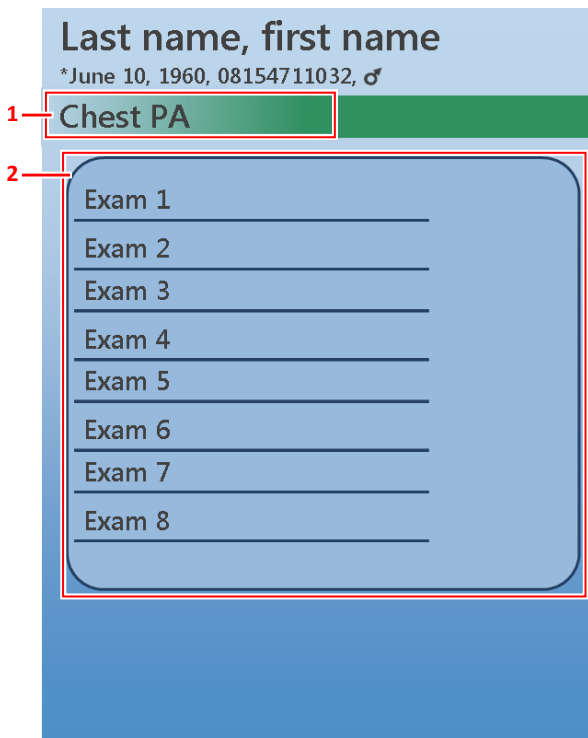 Last name, first name
*June 10, 1960, 08154711032, ♂
1
Chest PA
2
Exam 1
Exam 2
Exam 3
Exam 4
Exam 5
Exam 6
Exam 7
Exam 8